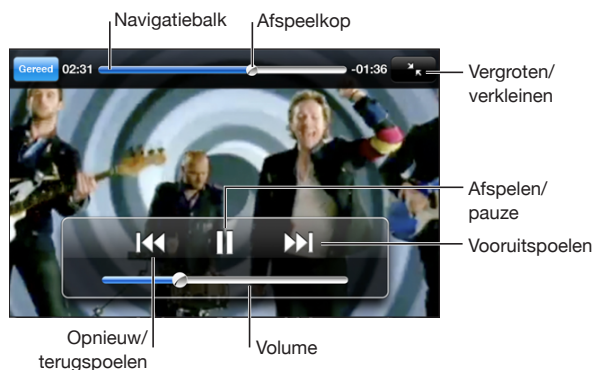 Navigatiebalk
Afspeelkop
Gereed 02:31 -01:36
Vergroten/
verkleinen
Afspelen/
pauze
Vooruitspoelen
Opnieuw/
terugspoelen
Volume